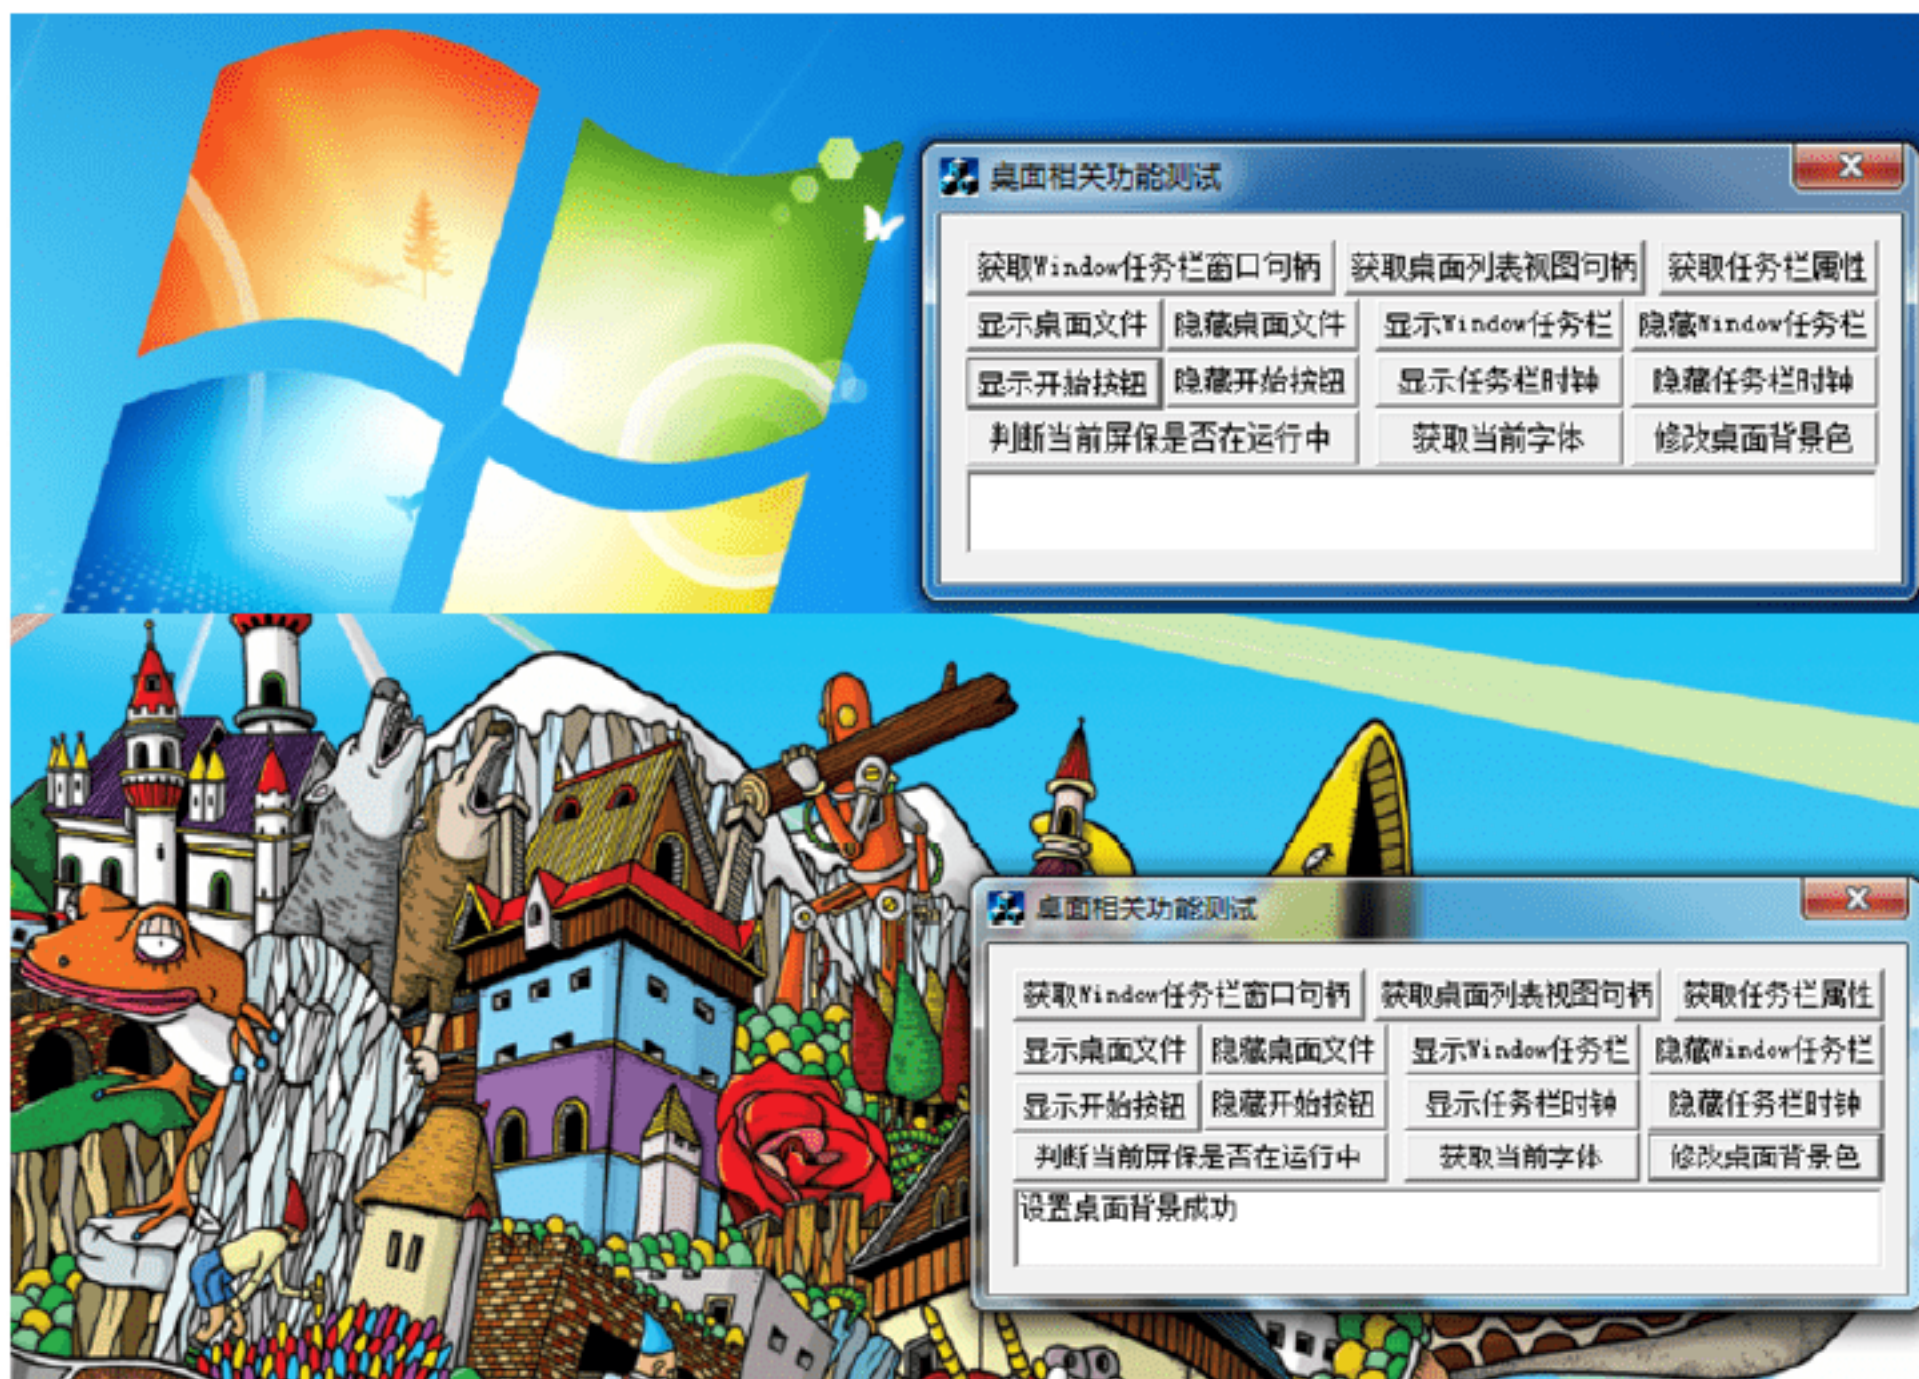 桌面相关功能测试
获取Window任务栏窗口句柄 获取桌面列表视图句柄 获取任务栏属性
显示桌面文件 隐藏桌面文件 显示Window任务栏 隐藏Window任务栏
显示开始按钮 隐藏开始按钮 显示任务栏时钟 隐藏任务栏时钟
判断当前屏保是否在运行中 获取当前字体 修改桌面背景色
桌面相关功能测试
获取Window任务栏窗口句柄 获取桌面列表视图句柄 获取任务栏属性
显示桌面文件 隐藏桌面文件 显示Window任务栏 隐藏Window任务栏
显示开始按钮 隐藏开始按钮 显示任务栏时钟 隐藏任务栏时钟
判断当前屏保是否在运行中 获取当前字体 修改桌面背景色
设置桌面背景成功